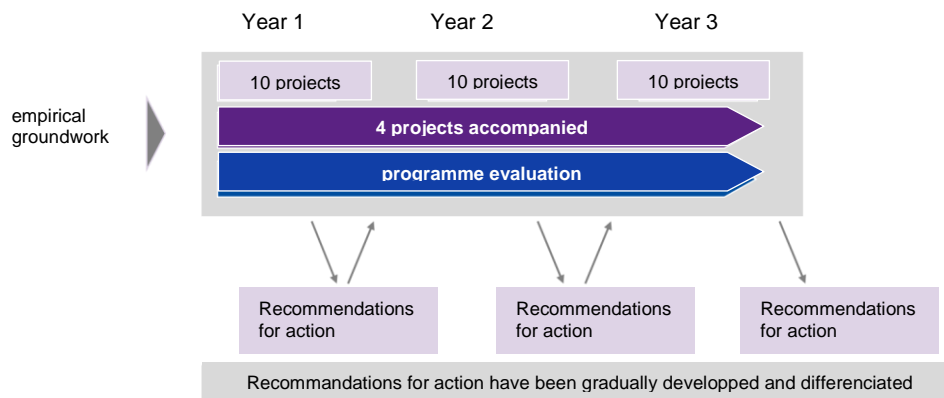 Year 1
Year 2
Year 3
10 projects
10 projects
10 projects
empirical
groundwork
4 projects accompanied
programme evaluation
Recommendations
for action
Recommendations
for action
Recommendations
for action
Recommandations for action have been gradually developped and differenciated